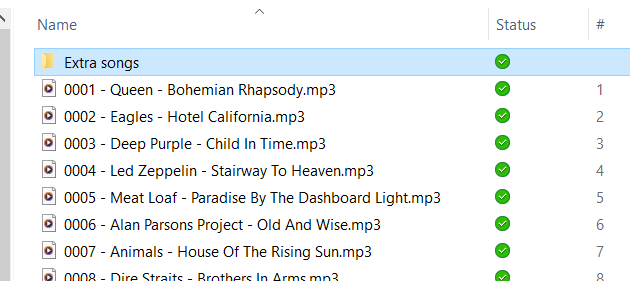 Name Status #
Extra songs
0001 - Queen - Bohemian Rhapsody.mp3 1
0002 - Eagles - Hotel California.mp3 2
0003 - Deep Purple - Child In Time.mp3 3
0004 - Led Zeppelin - Stairway To Heaven.mp3 4
0005 - Meat Loaf - Paradise By The Dashboard Light.mp3 5
0006 - Alan Parsons Project - Old And Wise.mp3 6
0007 - Animals - House Of The Rising Sun.mp3 7
0008 - Dire Straits - Brothers In Arms.mp3 8